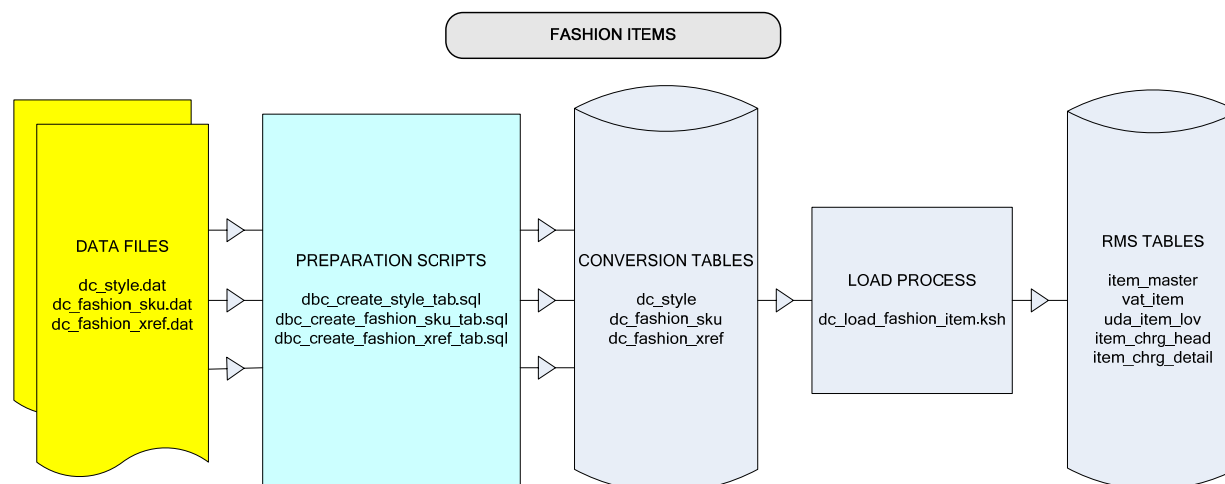 FASHION ITEMS
DATA FILES
dc_style.dat
dc_fashion_sku.dat
dc_fashion_xref.dat
PREPARATION SCRIPTS
dbc_create_style_tab.sql
dbc_create_fashion_sku_tab.sql
dbc_create_fashion_xref_tab.sql
CONVERSION TABLES
dc_style
dc_fashion_sku
dc_fashion_xref
LOAD PROCESS
dc_load_fashion_item.ksh
RMS TABLES
item_master
vat_item
uda_item_lov
item_chrg_head
item_chrg_detail